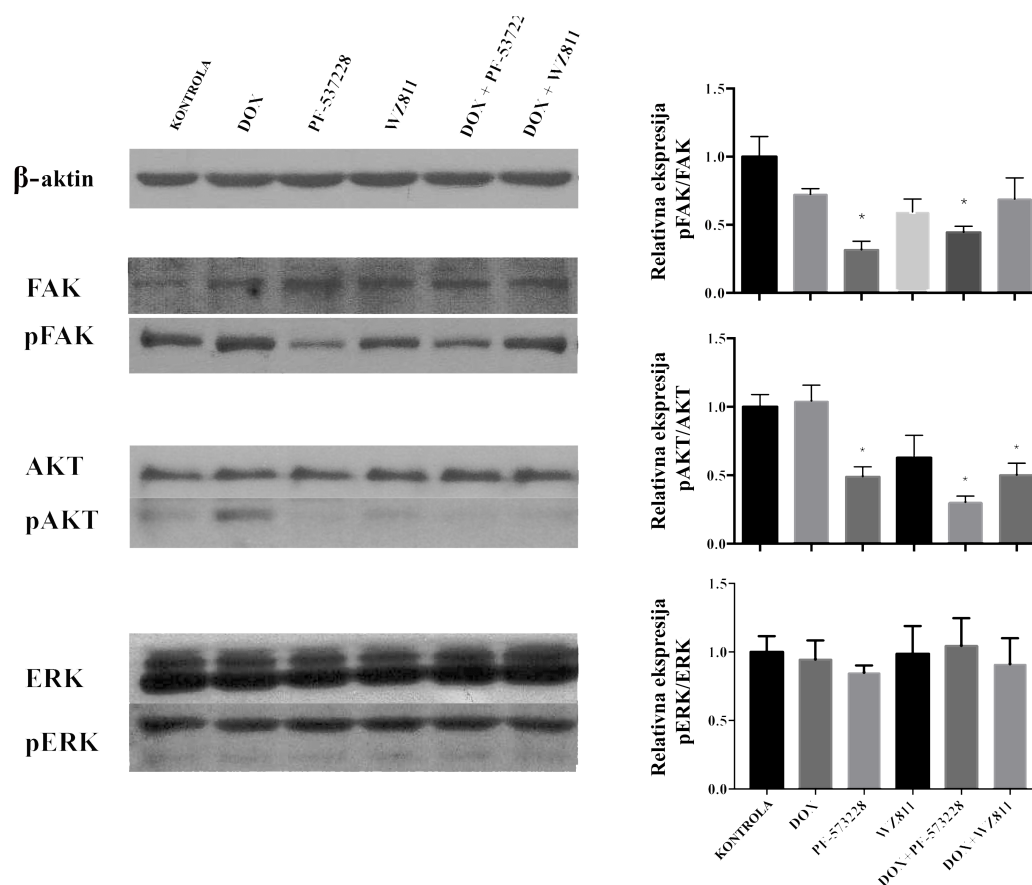 KONTROLA
DOX
PF-537228
WZ811
DOX + PF-53722
DOX + WZ811
β-aktin
FAK
pFAK
AKT
pAKT
ERK
pERK
Relativna ekspresija
pFAK/FAK
1.5
1.0
0.5
0.0
*
*
Relativna ekspresija
pAKT/AKT
1.5
1.0
0.5
0.0
*
*
*
Relativna ekspresija
pERK/ERK
1.5
1.0
0.5
0.0
KONTROLA
DOX
PF-573228
WZ811
DOX+PF-573228
DOX+WZ811